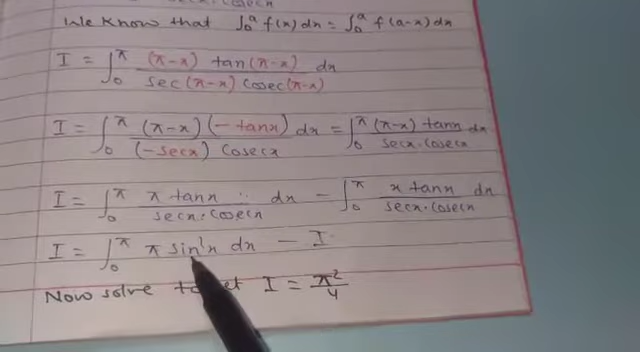 We know that ∫₀ᵃ f(x) dx = ∫₀ᵃ f(a-x) dx
I = ∫₀^π (π-x) tan(π-x) / sec(π-x) cosec(π-x) dx
I = ∫₀^π (π-x)(-tanx) / (-secx) cosecx dx = ∫₀^π (π-x) tanx / secx.cosecx dx
I = ∫₀^π π tanx / secx.cosecx dx - ∫₀^π x tanx / secx.cosecx dx
I = ∫₀^π π sin²x dx - I
Now solve I = π²/4